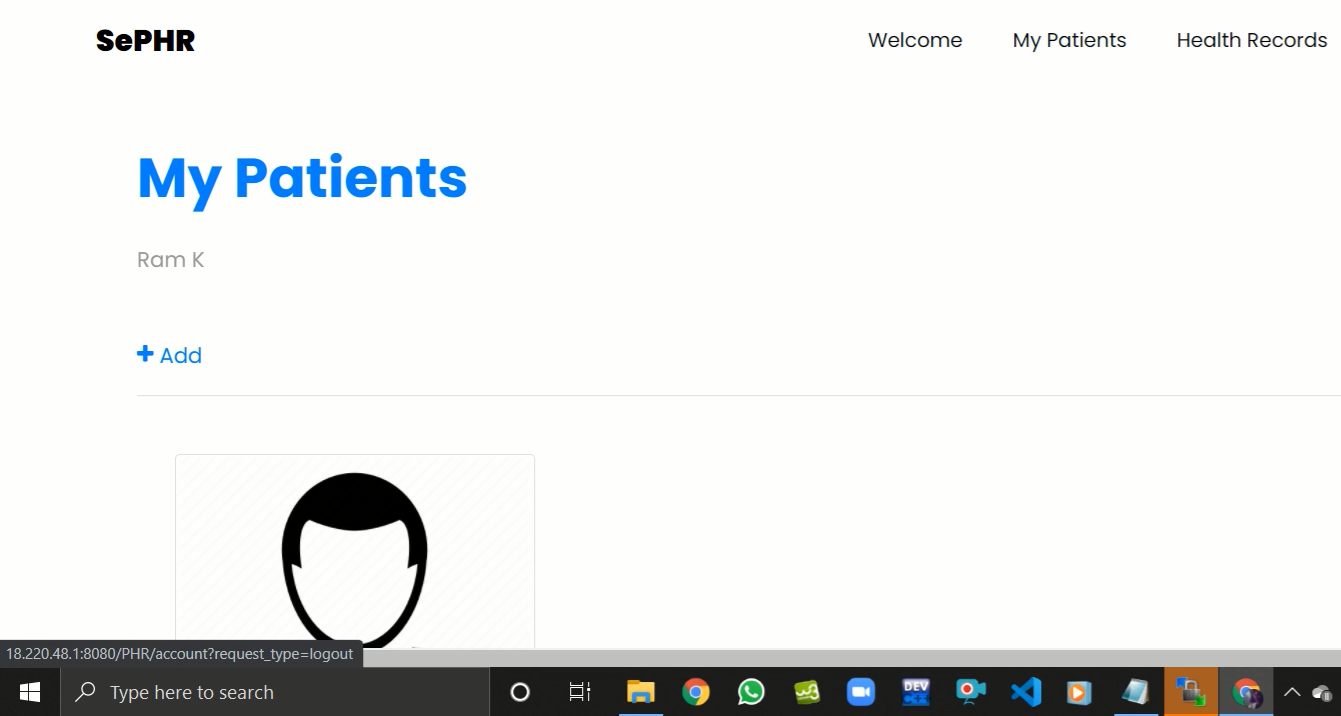 SePHR
Welcome My Patients Health Records
My Patients
Ram K
+ Add
18.220.48.1:8080/PHR/account?request_type=logout
Type here to search
w3
DEV
C++